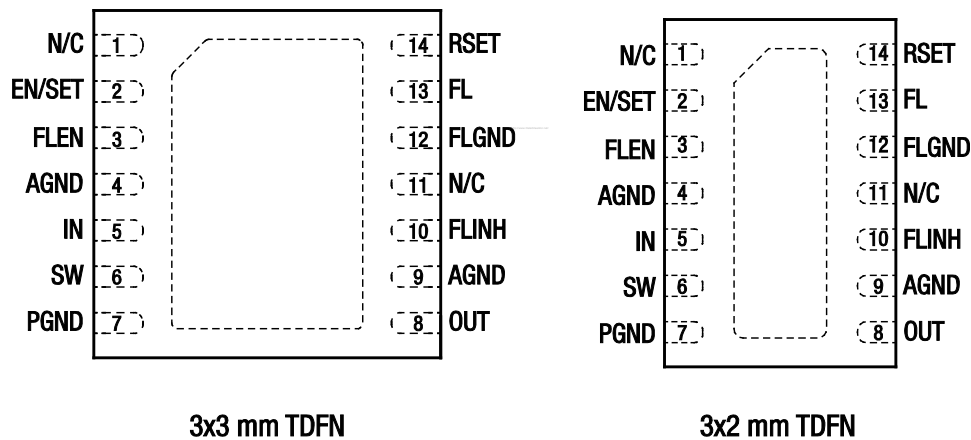 N/C 1 14 RSET
EN/SET 2 13 FL
FLEN 3 12 FLGND
AGND 4 11 N/C
IN 5 10 FLINH
SW 6 9 AGND
PGND 7 8 OUT
3x3 mm TDFN
N/C 1 14 RSET
EN/SET 2 13 FL
FLEN 3 12 FLGND
AGND 4 11 N/C
IN 5 10 FLINH
SW 6 9 AGND
PGND 7 8 OUT
3x2 mm TDFN